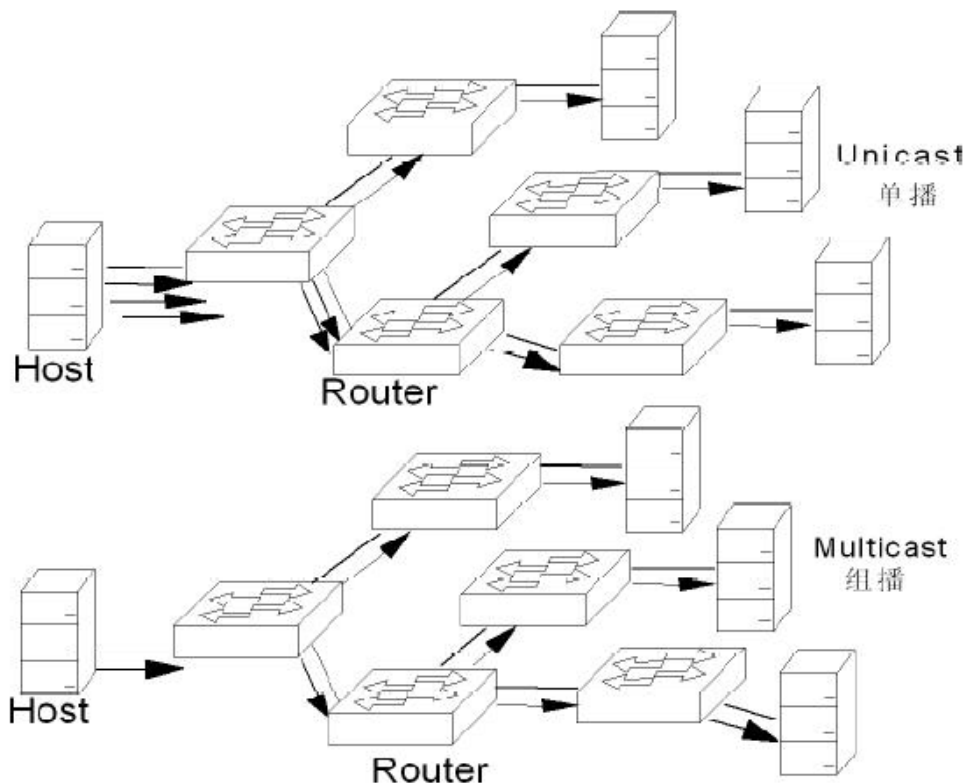 Unicast
单播
Host
Router
Multicast
组播
Host
Router